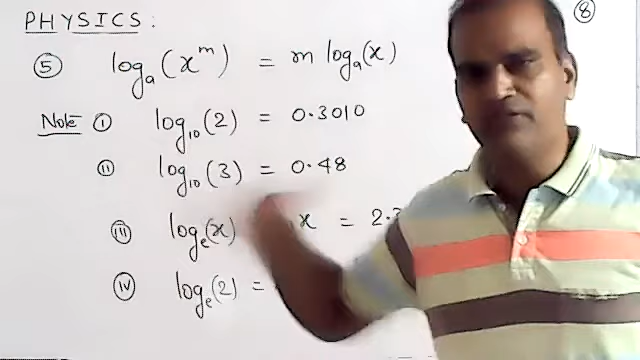 PHYSICS: ⑧
⑤ logₐ(xᵐ) = m logₐ(x)
Note ① log₁₀(2) = 0.3010
ⅱ log₁₀(3) = 0.48
ⅲ logₑ(x) x = 2.3
ⅳ logₑ(2) =